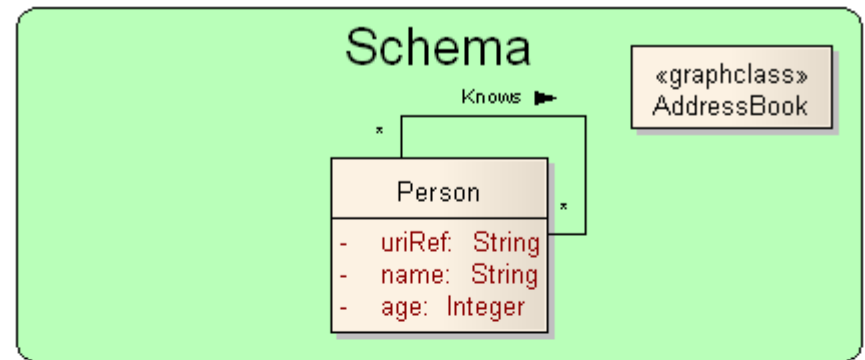 Schema
«graphclass»
AddressBook
Knows
*
Person
*
- uriRef: String
- name: String
- age: Integer